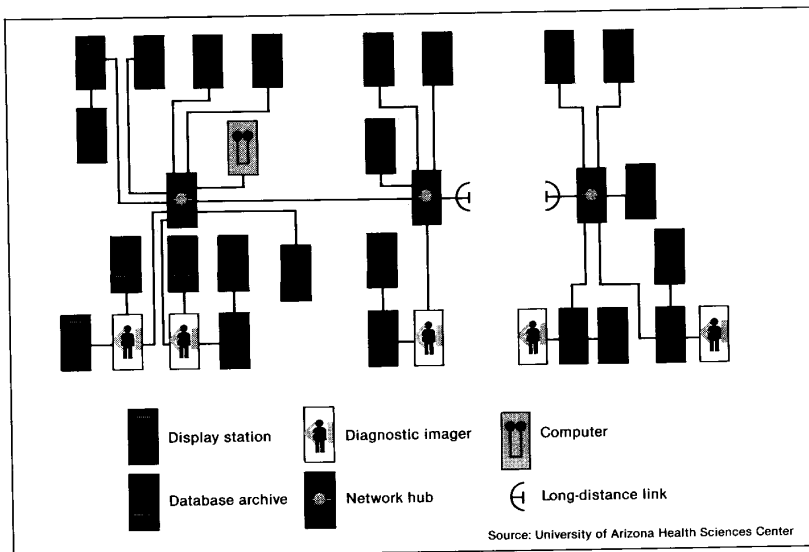 Display station
Diagnostic imager
Computer
Database archive
Network hub
Long-distance link
Source: University of Arizona Health Sciences Center